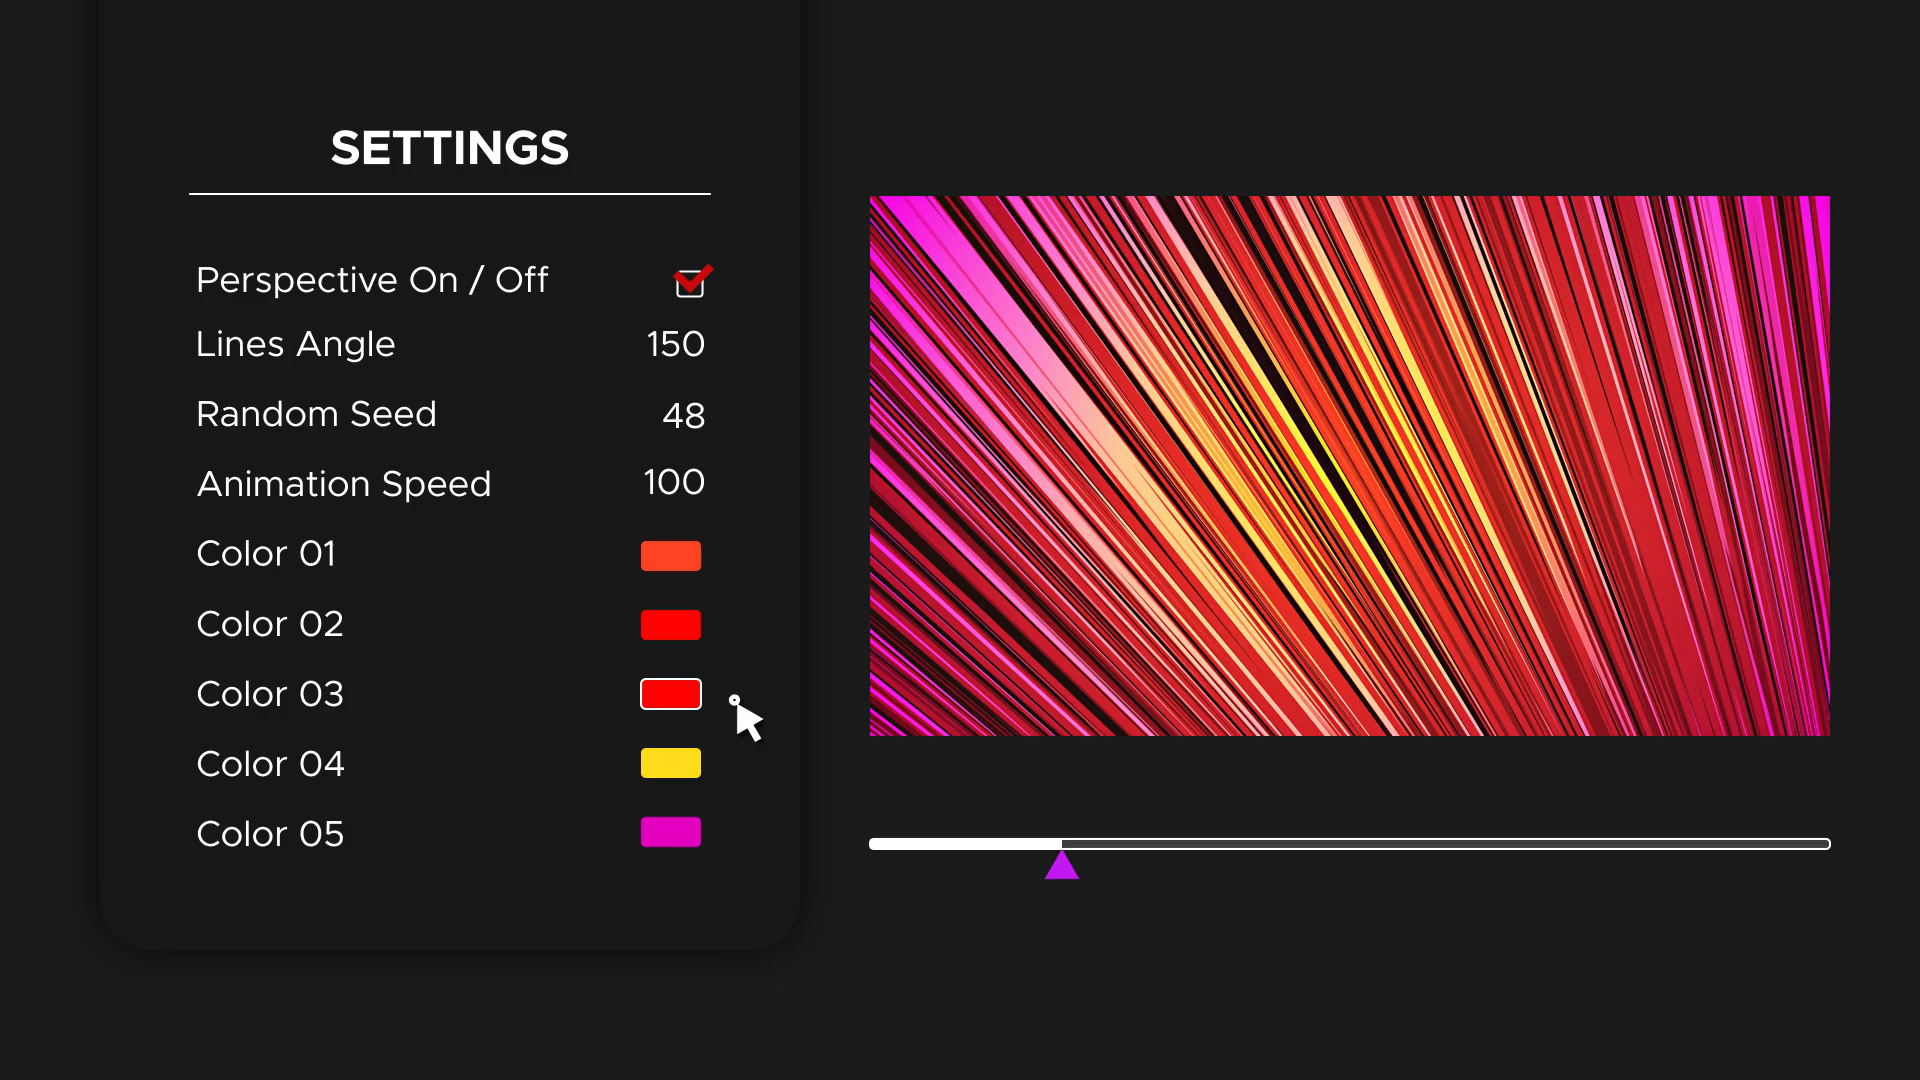 SETTINGS
Perspective On / Off
Lines Angle 150
Random Seed 48
Animation Speed 100
Color 01
Color 02
Color 03
Color 04
Color 05